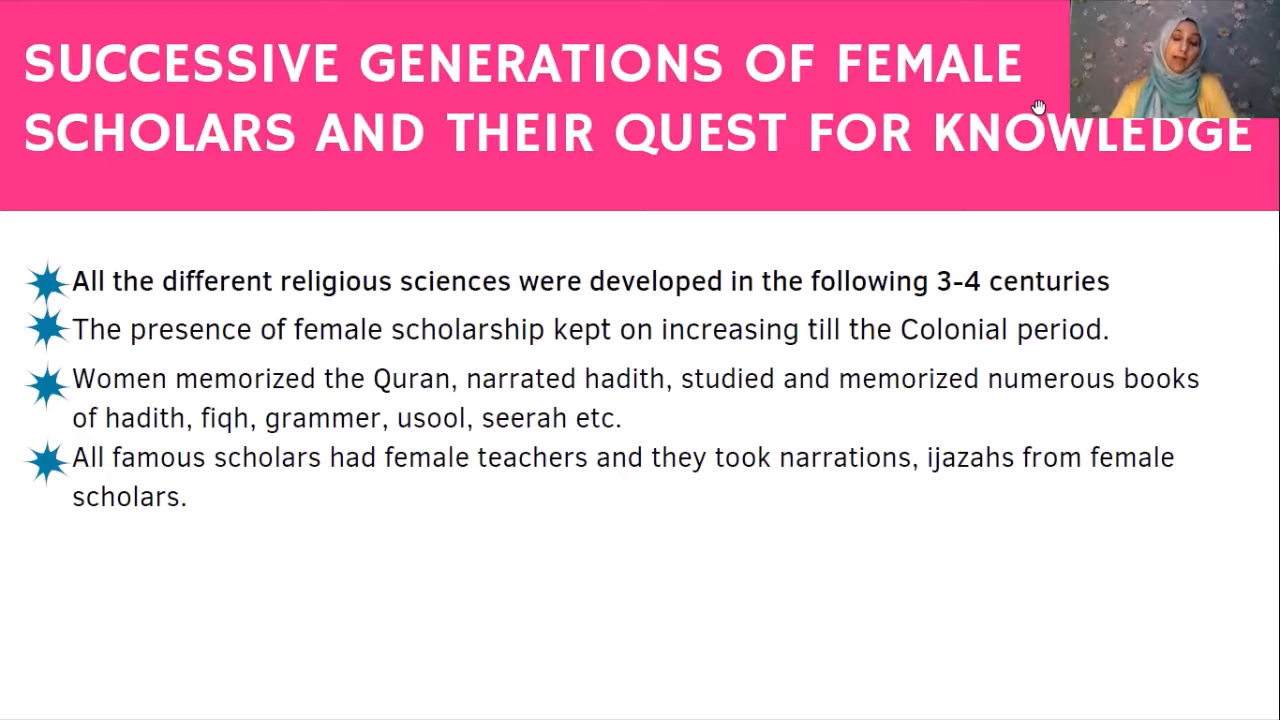 SUCCESSIVE GENERATIONS OF FEMALE
SCHOLARS AND THEIR QUEST FOR KNOWLEDGE
All the different religious sciences were developed in the following 3-4 centuries
The presence of female scholarship kept on increasing till the Colonial period.
Women memorized the Quran, narrated hadith, studied and memorized numerous books
of hadith, fiqh, grammer, usool, seerah etc.
All famous scholars had female teachers and they took narrations, ijazahs from female
scholars.